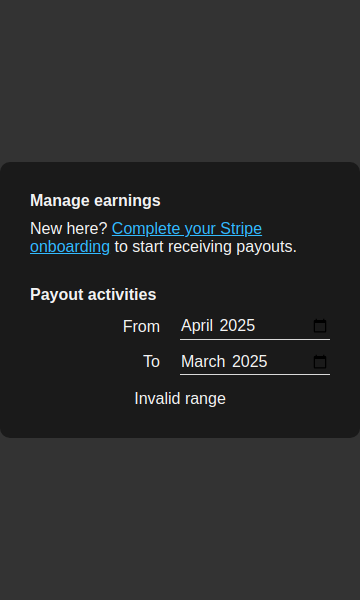 Manage earnings
New here? Complete your Stripe
onboarding to start receiving payouts.
Payout activities
From April 2025
To March 2025
Invalid range